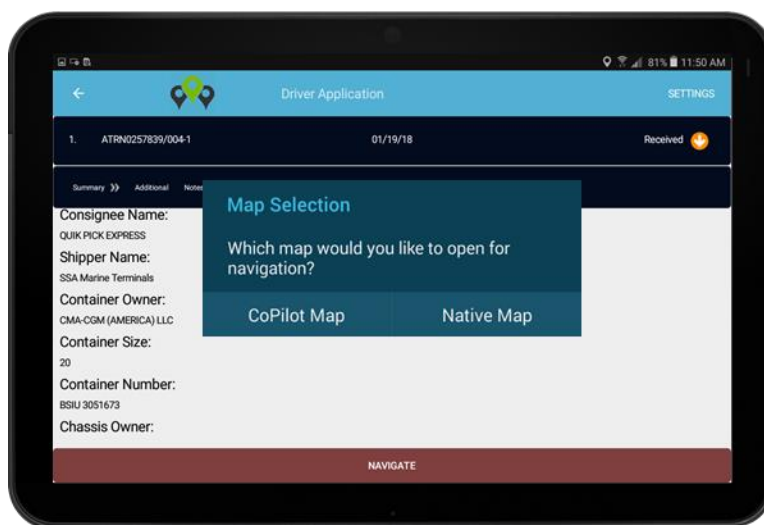 81% 11:50 AM
Driver Application
SETTINGS
1. ATRN0257839/004-1 01/19/18 Received
Summary Additional Notes
Map Selection
Which map would you like to open for
navigation?
CoPilot Map Native Map
Consignee Name:
QUIK PICK EXPRESS
Shipper Name:
SSA Marine Terminals
Container Owner:
CMA-CGM (AMERICA) LLC
Container Size:
20
Container Number:
BSIU 3051673
Chassis Owner:
NAVIGATE